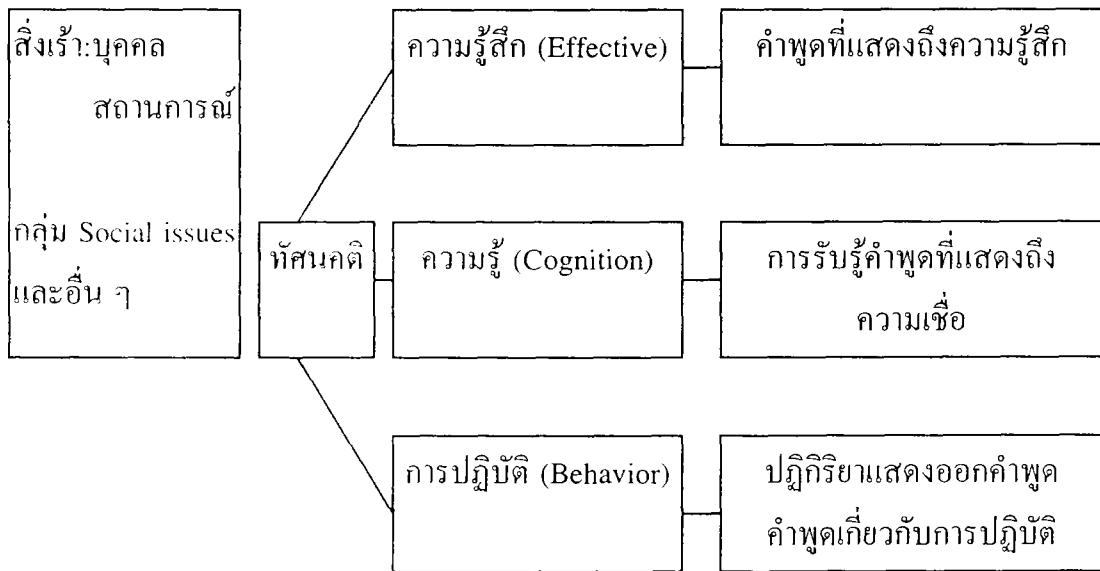 สิ่งเร้า:บุคคล
สถานการณ์
กลุ่ม Social issues
และอื่น ๆ
ทัศนคติ
ความรู้สึก (Effective)
คำพูดที่แสดงถึงความรู้สึก
ความรู้ (Cognition)
การรับรู้คำพูดที่แสดงถึง
ความเชื่อ
การปฏิบัติ (Behavior)
ปฏิกิริยาแสดงออกคำพูด
คำพูดเกี่ยวกับการปฏิบัติ